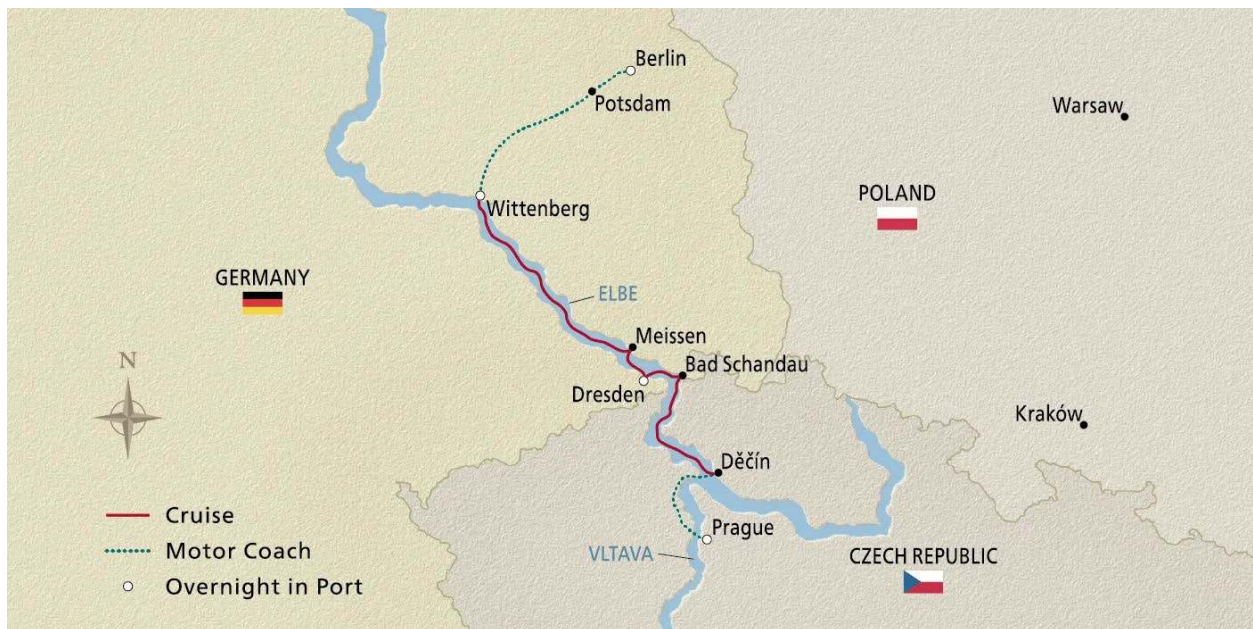 Berlin
Potsdam
Warsaw
POLAND
Wittenberg
GERMANY
ELBE
Meissen
Bad Schandau
Dresden
N
Kraków
Děčín
Cruise
Prague
Motor Coach
VLTAVA
CZECH REPUBLIC
Overnight in Port